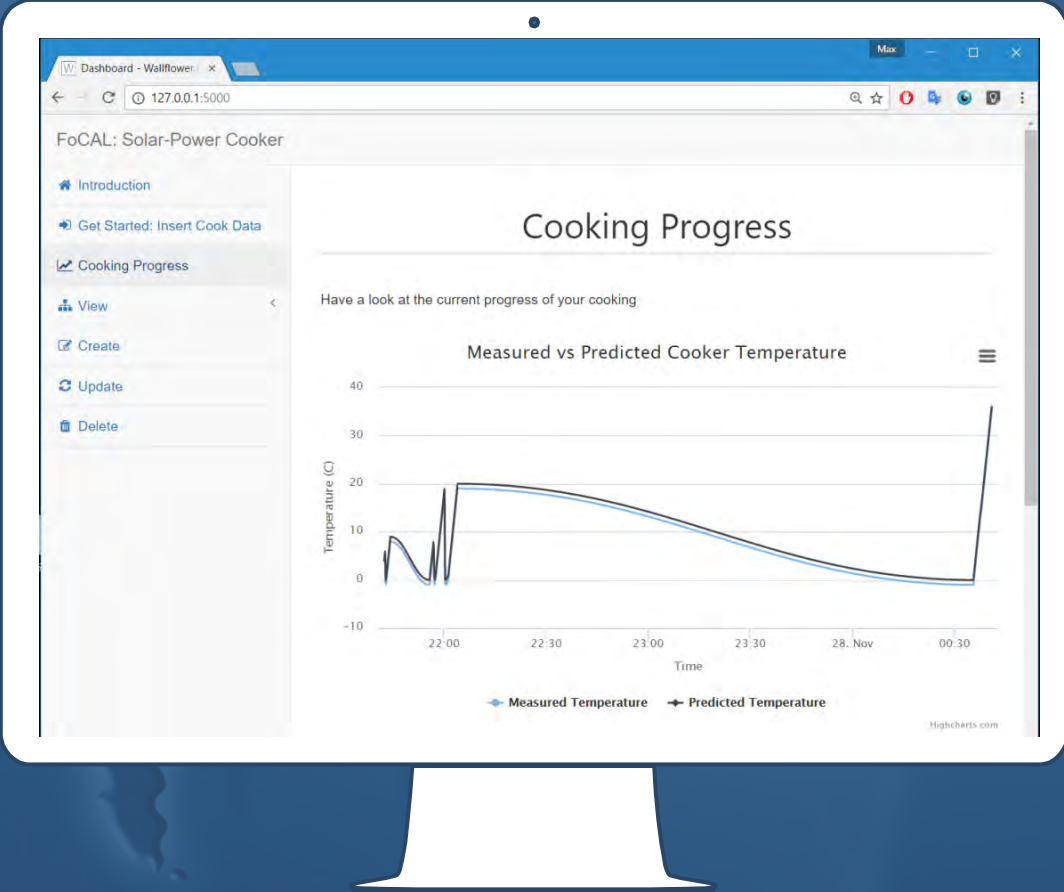 Max
Dashboard - Wallflower
127.0.0.1:5000
FoCAL: Solar-Power Cooker
Introduction
Get Started: Insert Cook Data
Cooking Progress
View
Create
Update
Delete
Cooking Progress
Have a look at the current progress of your cooking
Measured vs Predicted Cooker Temperature
Temperature (C)
40
30
20
10
0
-10
22:00 22:30 23:00 23:30 28. Nov 00:30
Time
Measured Temperature Predicted Temperature
Highcharts.com